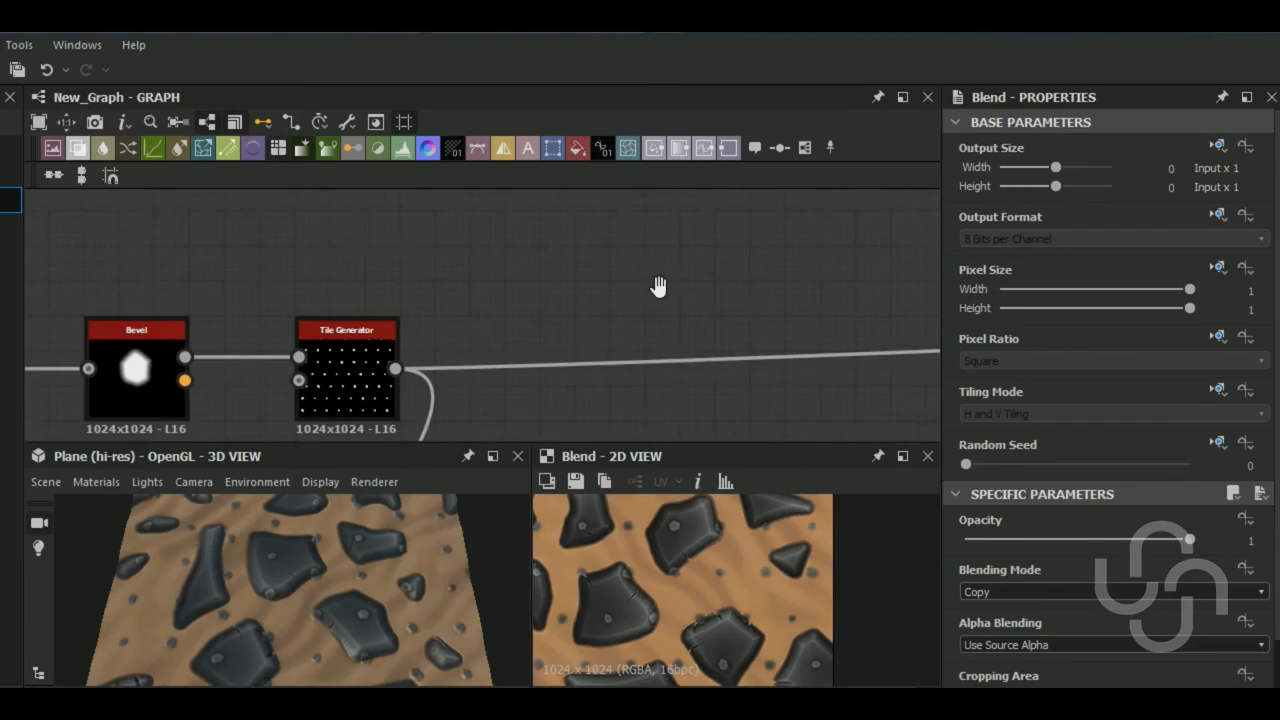 Tools Windows Help
New_Graph - GRAPH
Blend - PROPERTIES
BASE PARAMETERS
Output Size
Width 0 Input x 1
Height 0 Input x 1
Output Format
8 Bits per Channel
Pixel Size
Width 1
Height 1
Pixel Ratio
Square
Tiling Mode
H and V Tiling
Random Seed
0
SPECIFIC PARAMETERS
Opacity
1
Blending Mode
Copy
Alpha Blending
Use Source Alpha
Cropping Area
Bevel
1024x1024 - L16
Tile Generator
1024x1024 - L16
Plane (hi-res) - OpenGL - 3D VIEW
Scene Materials Lights Camera Environment Display Renderer
Blend - 2D VIEW
UV
1024 x 1024 (RGBA, 16bpc)